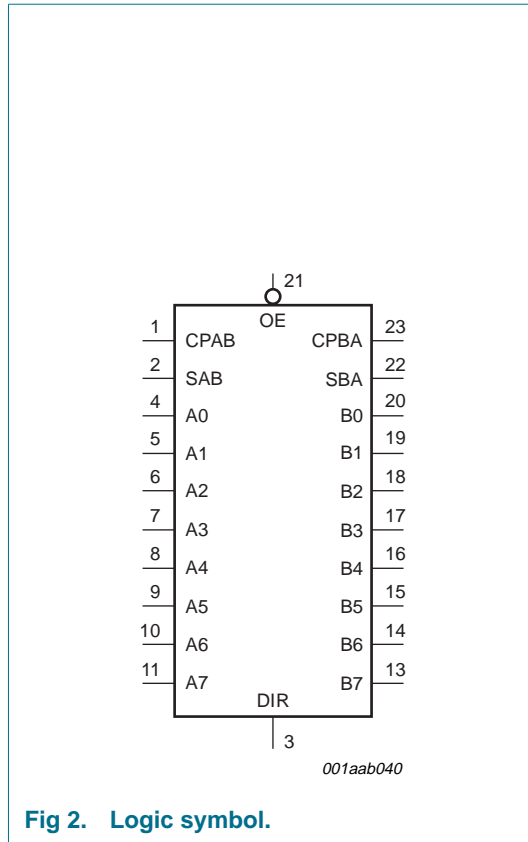 21
OE
1 CPAB CPBA 23
2 SAB SBA 22
4 A0 B0 20
5 A1 B1 19
6 A2 B2 18
7 A3 B3 17
8 A4 B4 16
9 A5 B5 15
10 A6 B6 14
11 A7 B7 13
DIR
3
001aab040
Fig 2. Logic symbol.